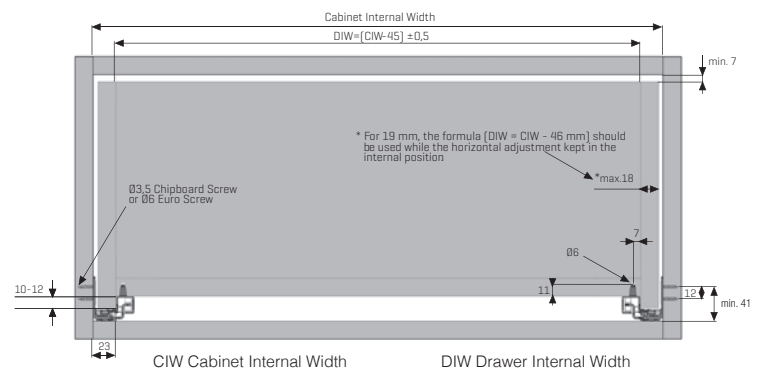 Cabinet Internal Width
DIW=(CIW-45) ±0,5
min. 7
* For 19 mm, the formula (DIW = CIW - 46 mm) should
be used while the horizontal adjustment kept in the
internal position
*max.18
Ø3,5 Chipboard Screw
or Ø6 Euro Screw
7
Ø6
10-12
11
12
min. 41
23
CIW Cabinet Internal Width
DIW Drawer Internal Width